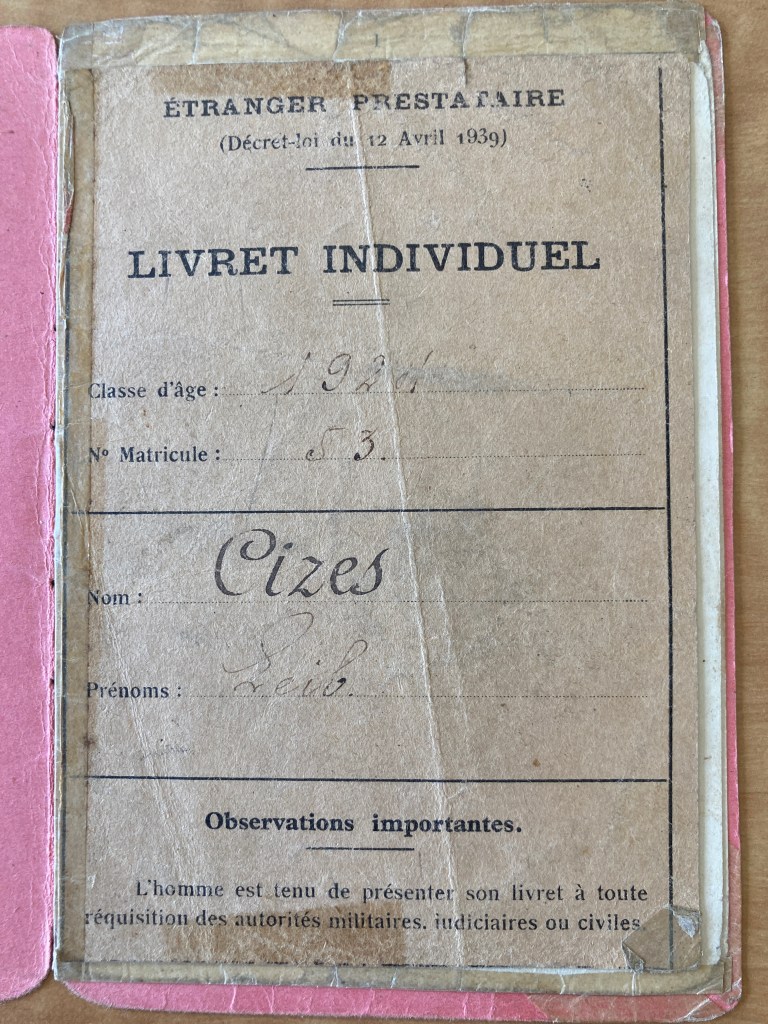 ÉTRANGER PRESTATAIRE
(Décret-loi du 12 Avril 1939)
LIVRET INDIVIDUEL
Classe d'âge :
No Matricule : 53.
Nom : Cizes
Prénoms : Leib.
Observations importantes.
L'homme est tenu de présenter son livret à toute
réquisition des autorités militaires, judiciaires ou civiles.